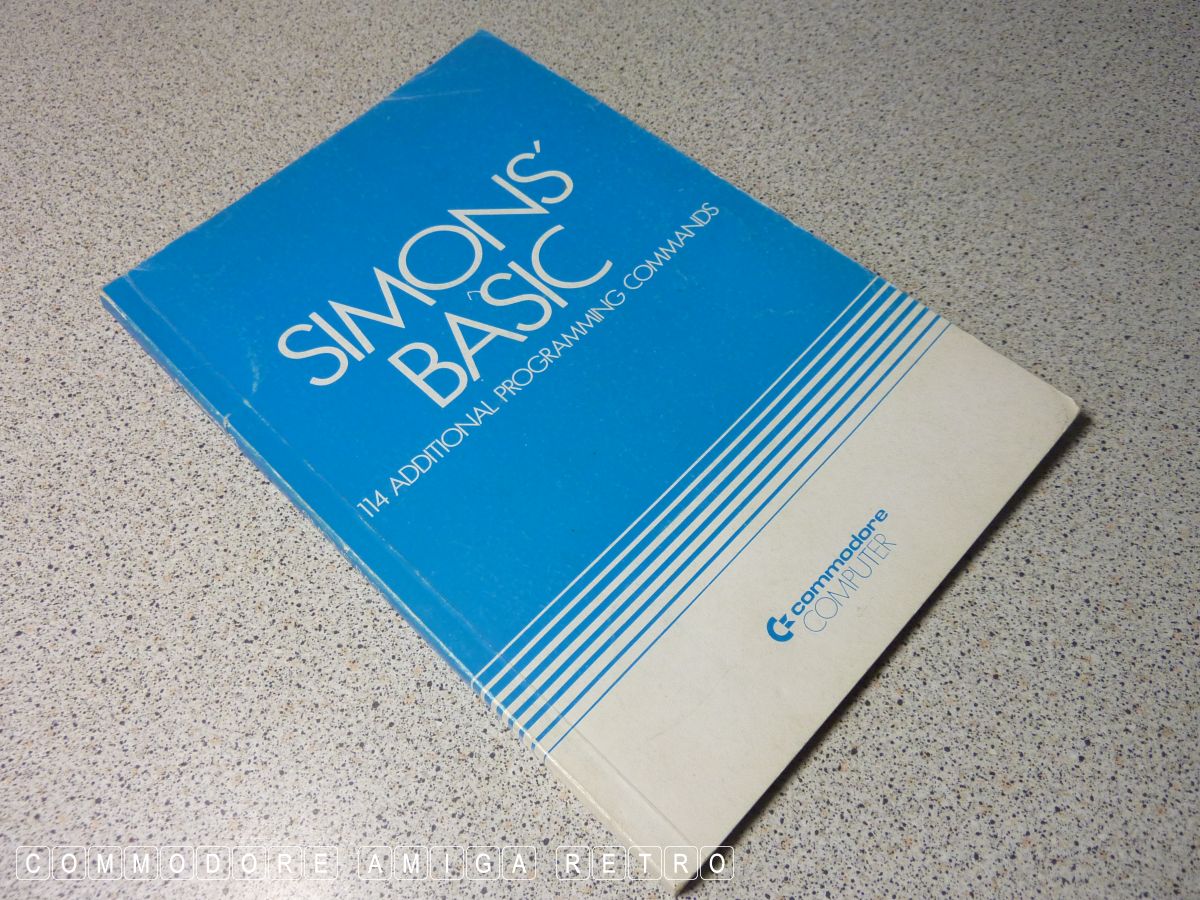 SIMONS'
BASIC
114 ADDITIONAL PROGRAMMING COMMANDS
commodore
COMPUTER
COMMODORE AMIGA RETRO